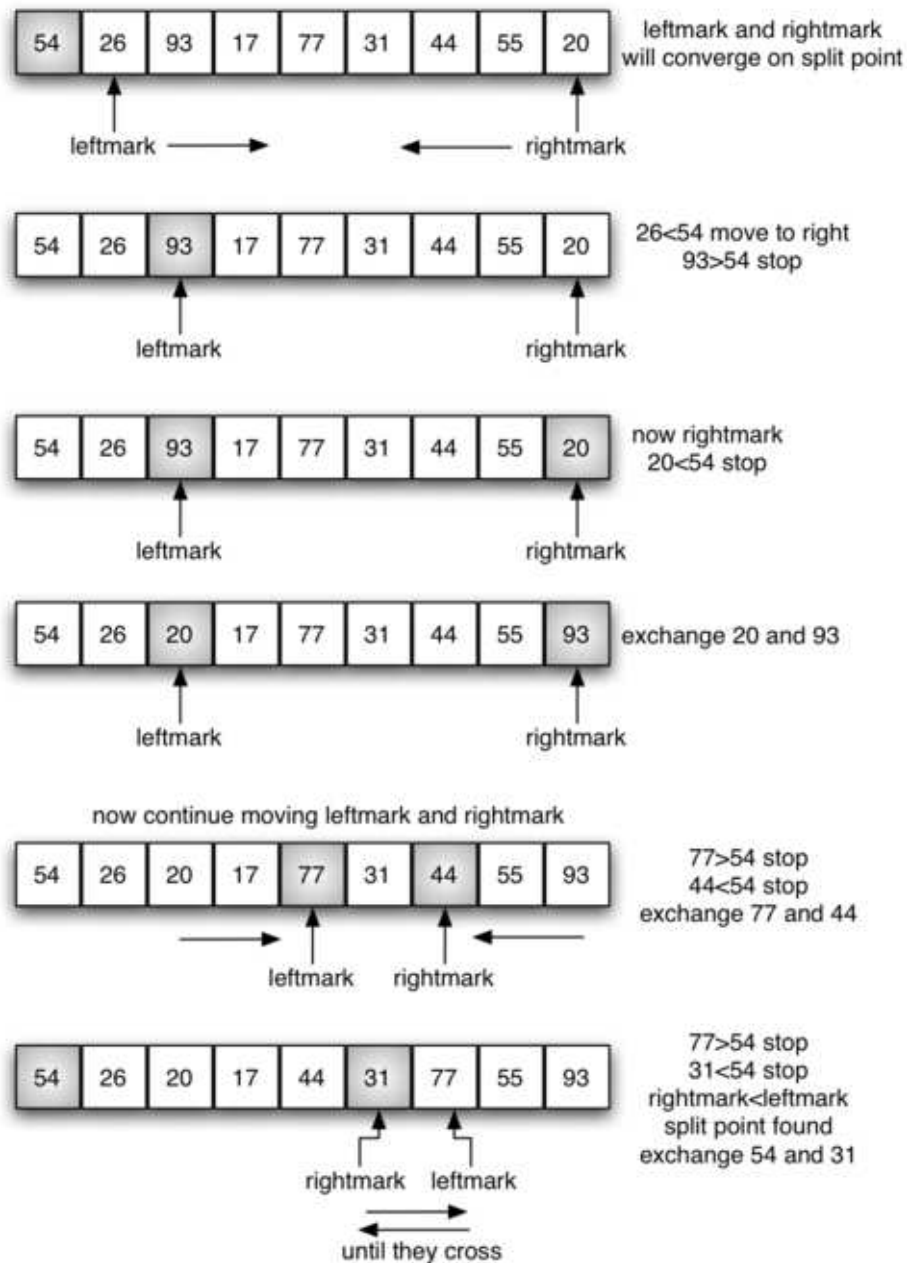 54 26 93 17 77 31 44 55 20
leftmark and rightmark
will converge on split point
leftmark
rightmark
54 26 93 17 77 31 44 55 20
26<54 move to right
93>54 stop
leftmark
rightmark
54 26 93 17 77 31 44 55 20
now rightmark
20<54 stop
leftmark
rightmark
54 26 20 17 77 31 44 55 93
exchange 20 and 93
leftmark
rightmark
now continue moving leftmark and rightmark
54 26 20 17 77 31 44 55 93
77>54 stop
44<54 stop
exchange 77 and 44
leftmark
rightmark
54 26 20 17 44 31 77 55 93
77>54 stop
31<54 stop
rightmark<leftmark
split point found
exchange 54 and 31
rightmark
leftmark
until they cross